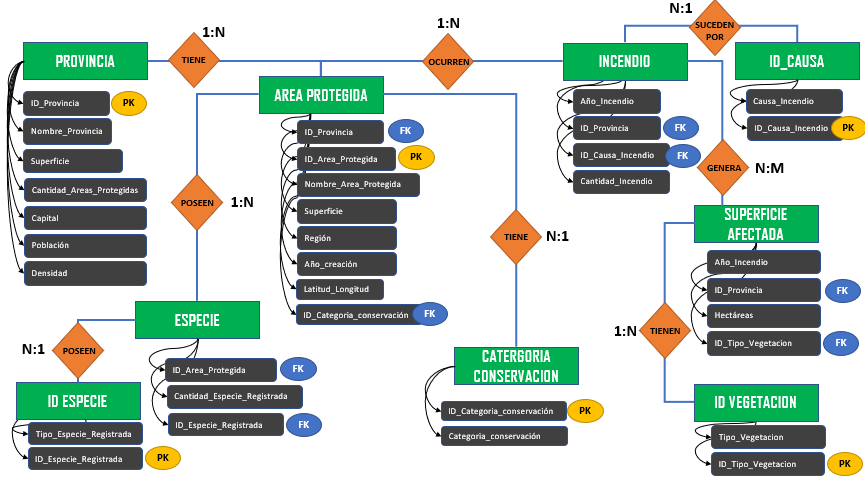 PROVINCIA
ID_Provincia
PK
Nombre_Provincia
Superficie
Cantidad_Areas_Protegidas
Capital
Población
Densidad
TIENE
1:N
AREA PROTEGIDA
ID_Provincia
FK
ID_Area_Protegida
PK
Nombre_Area_Protegida
Superficie
Región
Año_creación
Latitud_Longitud
ID_Categoria_conservación
FK
1:N
OCURREN
INCENDIO
Año_Incendio
ID_Provincia
FK
ID_Causa_Incendio
FK
Cantidad_Incendio
N:1
SUCEDEN
POR
ID_CAUSA
Causa_Incendio
ID_Causa_Incendio
PK
GENERA
N:M
SUPERFICIE
AFECTADA
Año_Incendio
ID_Provincia
FK
Hectáreas
ID_Tipo_Vegetacion
FK
1:N
TIENEN
ID VEGETACION
Tipo_Vegetacion
ID_Tipo_Vegetacion
PK
POSEEN
1:N
ESPECIE
ID_Area_Protegida
FK
Cantidad_Especie_Registrada
ID_Especie_Registrada
FK
N:1
POSEEN
ID ESPECIE
Tipo_Especie_Registrada
ID_Especie_Registrada
PK
TIENE
N:1
CATERGORIA
CONSERVACION
ID_Categoria_conservación
PK
Categoria_conservación